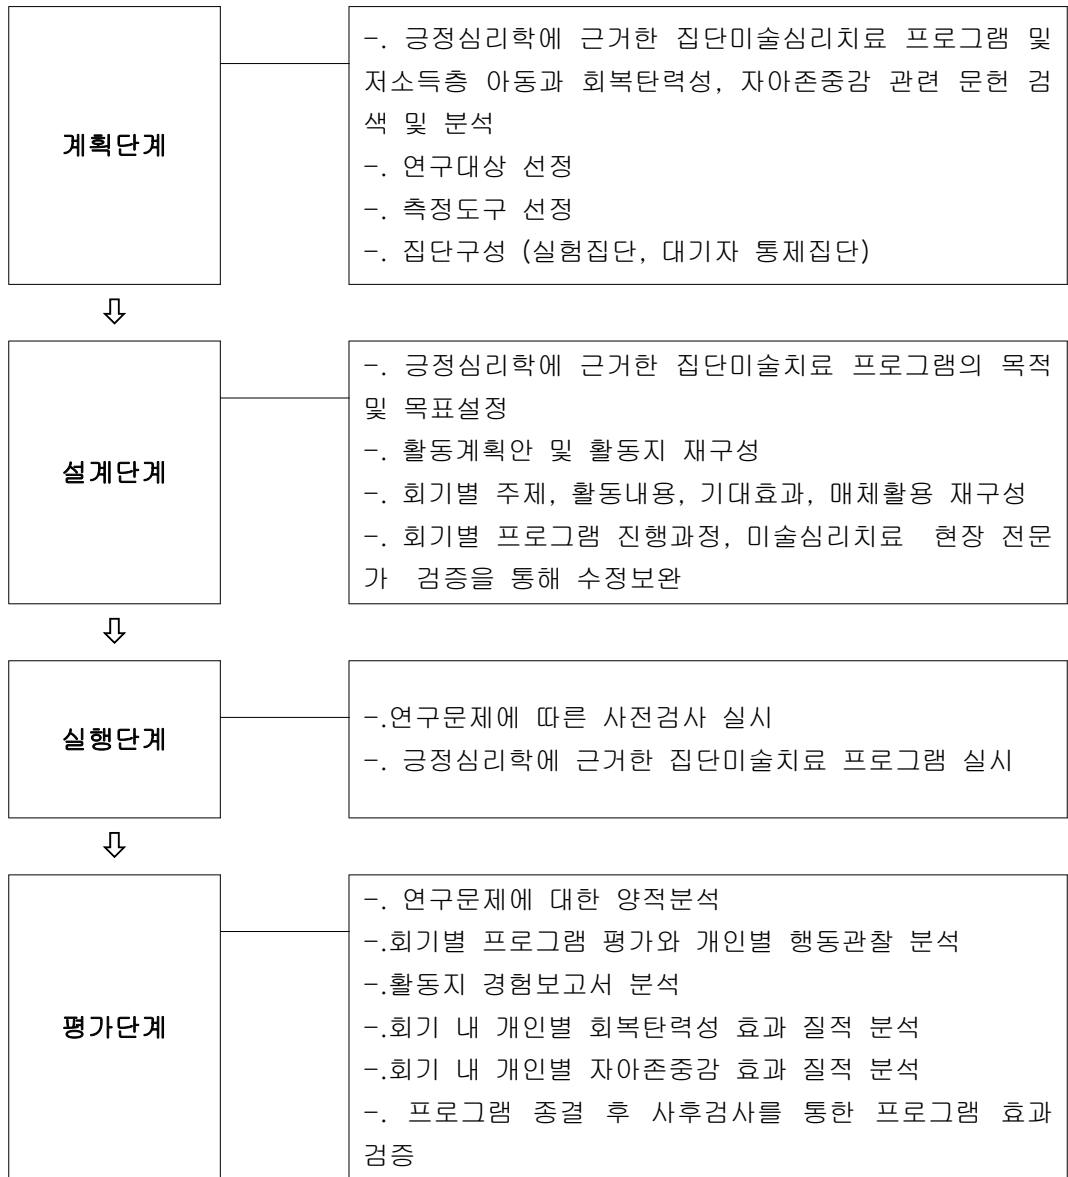 계획단계
-. 긍정심리학에 근거한 집단미술심리치료 프로그램 및
저소득층 아동과 회복탄력성, 자아존중감 관련 문헌 검
색 및 분석
-. 연구대상 선정
-. 측정도구 선정
-. 집단구성 (실험집단, 대기자 통제집단)
⇩
설계단계
-. 긍정심리학에 근거한 집단미술치료 프로그램의 목적
및 목표설정
-. 활동계획안 및 활동지 재구성
-. 회기별 주제, 활동내용, 기대효과, 매체활용 재구성
-. 회기별 프로그램 진행과정, 미술심리치료 현장 전문
가 검증을 통해 수정보완
⇩
실행단계
-.연구문제에 따른 사전검사 실시
-. 긍정심리학에 근거한 집단미술치료 프로그램 실시
⇩
평가단계
-. 연구문제에 대한 양적분석
-.회기별 프로그램 평가와 개인별 행동관찰 분석
-.활동지 경험보고서 분석
-.회기 내 개인별 회복탄력성 효과 질적 분석
-.회기 내 개인별 자아존중감 효과 질적 분석
-. 프로그램 종결 후 사후검사를 통한 프로그램 효과
검증